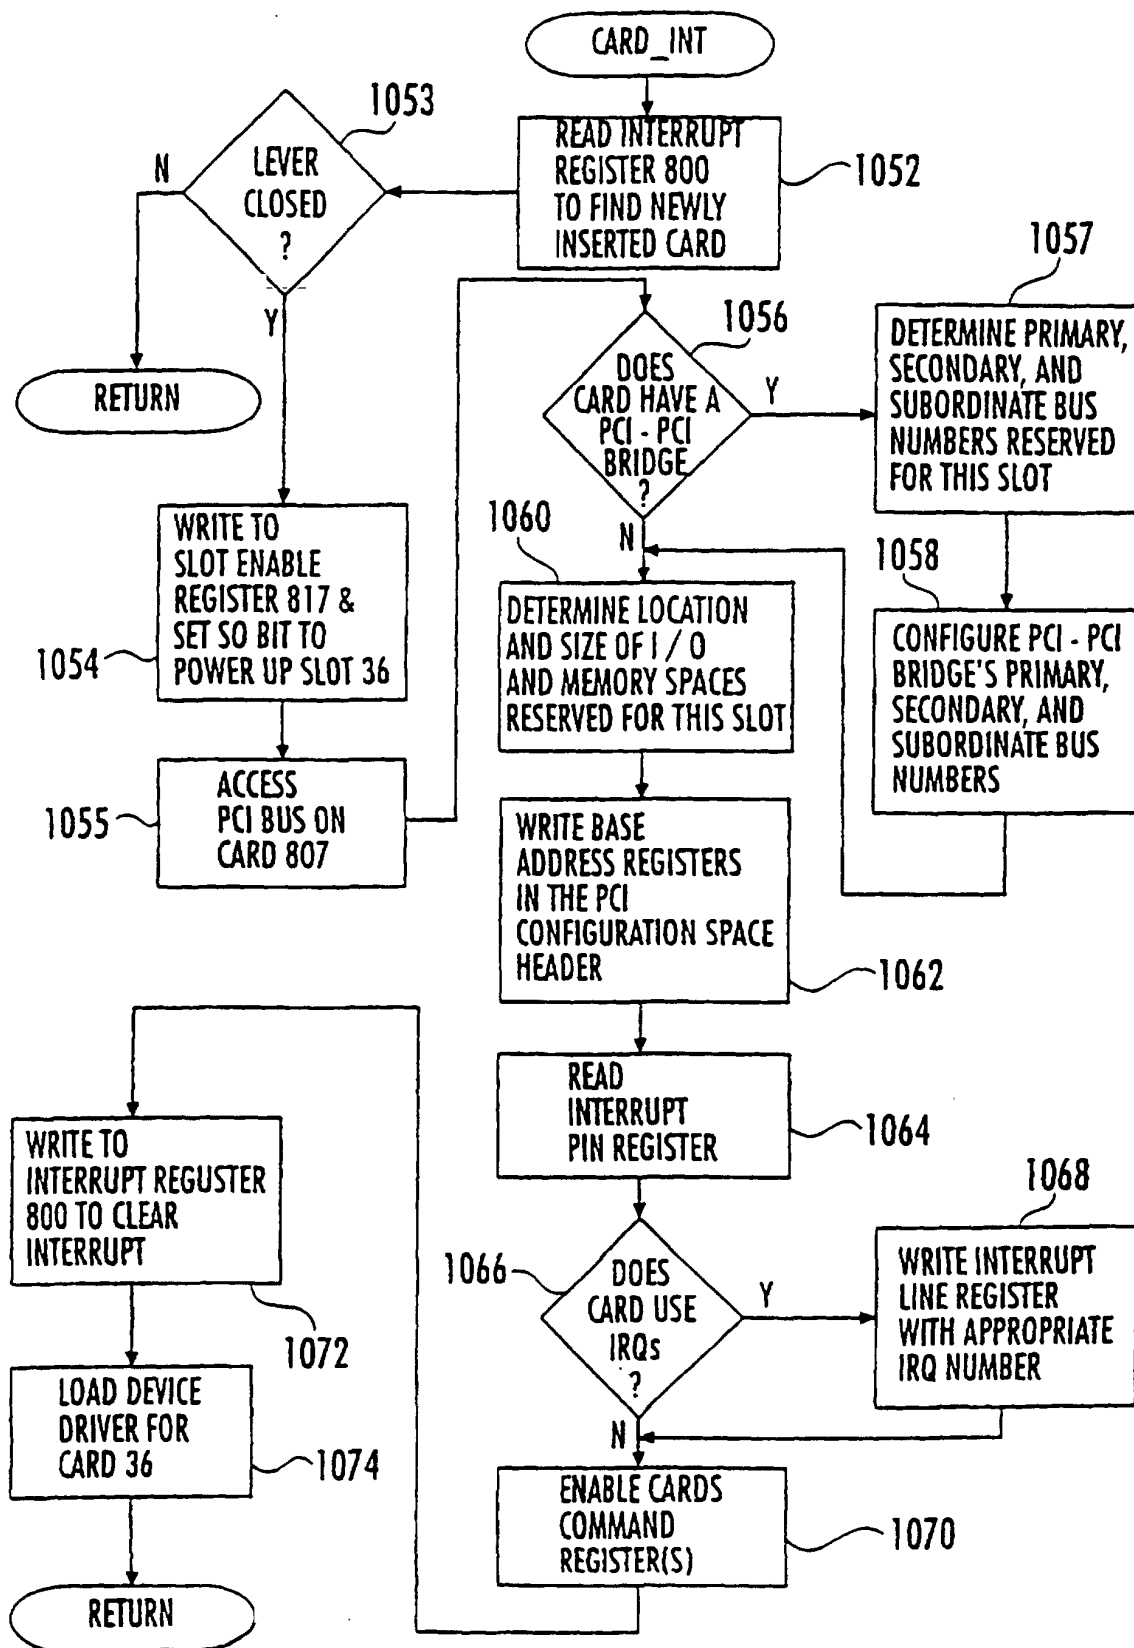 CARD_INT
READ INTERRUPT
REGISTER 800
TO FIND NEWLY
INSERTED CARD
1052
1053
LEVER
CLOSED
?
N
Y
RETURN
WRITE TO
SLOT ENABLE
REGISTER 817 &
SET SO BIT TO
POWER UP SLOT 36
1054
ACCESS
PCI BUS ON
CARD 807
1055
1056
DOES
CARD HAVE A
PCI - PCI
BRIDGE
?
Y
N
1057
DETERMINE PRIMARY,
SECONDARY, AND
SUBORDINATE BUS
NUMBERS RESERVED
FOR THIS SLOT
1058
CONFIGURE PCI - PCI
BRIDGE'S PRIMARY,
SECONDARY, AND
SUBORDINATE BUS
NUMBERS
1060
DETERMINE LOCATION
AND SIZE OF I / O
AND MEMORY SPACES
RESERVED FOR THIS SLOT
WRITE BASE
ADDRESS REGISTERS
IN THE PCI
CONFIGURATION SPACE
HEADER
1062
READ
INTERRUPT
PIN REGISTER
1064
1066
DOES
CARD USE
IRQs
?
Y
N
1068
WRITE INTERRUPT
LINE REGISTER
WITH APPROPRIATE
IRQ NUMBER
ENABLE CARDS
COMMAND
REGISTER(S)
1070
WRITE TO
INTERRUPT REGUSTER
800 TO CLEAR
INTERRUPT
1072
LOAD DEVICE
DRIVER FOR
CARD 36
1074
RETURN